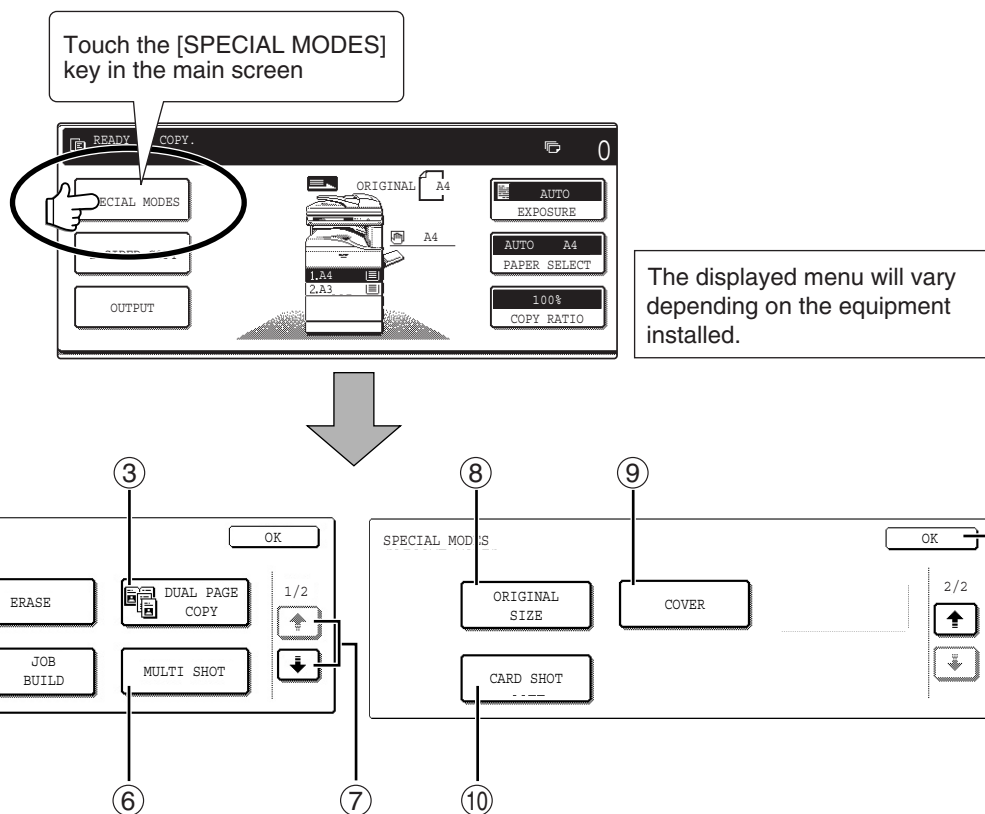 Touch the [SPECIAL MODES]
key in the main screen
READY COPY.
0
ECIAL MODES
OUTPUT
ORIGINAL A4
A4
1.A4
2.A3
AUTO
EXPOSURE
AUTO A4
PAPER SELECT
100%
COPY RATIO
The displayed menu will vary
depending on the equipment
installed.
③
⑧
⑨
OK
ERASE
DUAL PAGE
COPY
1/2
JOB
BUILD
MULTI SHOT
SPECIAL MODES
OK
ORIGINAL
SIZE
COVER
2/2
CARD SHOT
⑥
⑦
⑩